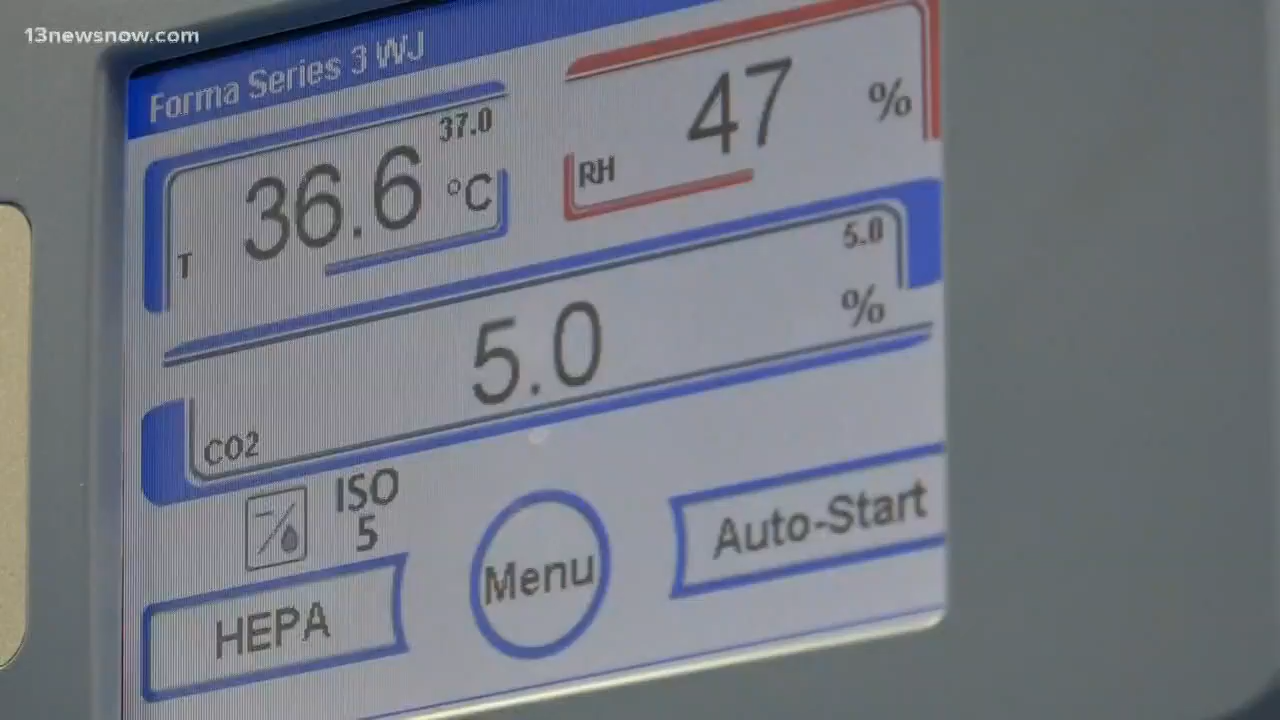 13newsnow.com
Forma Series 3 WJ
37.0
36.6 °C
T
47 %
RH
5.0
5.0 %
CO2
ISO
5
HEPA
Menu
Auto-Start